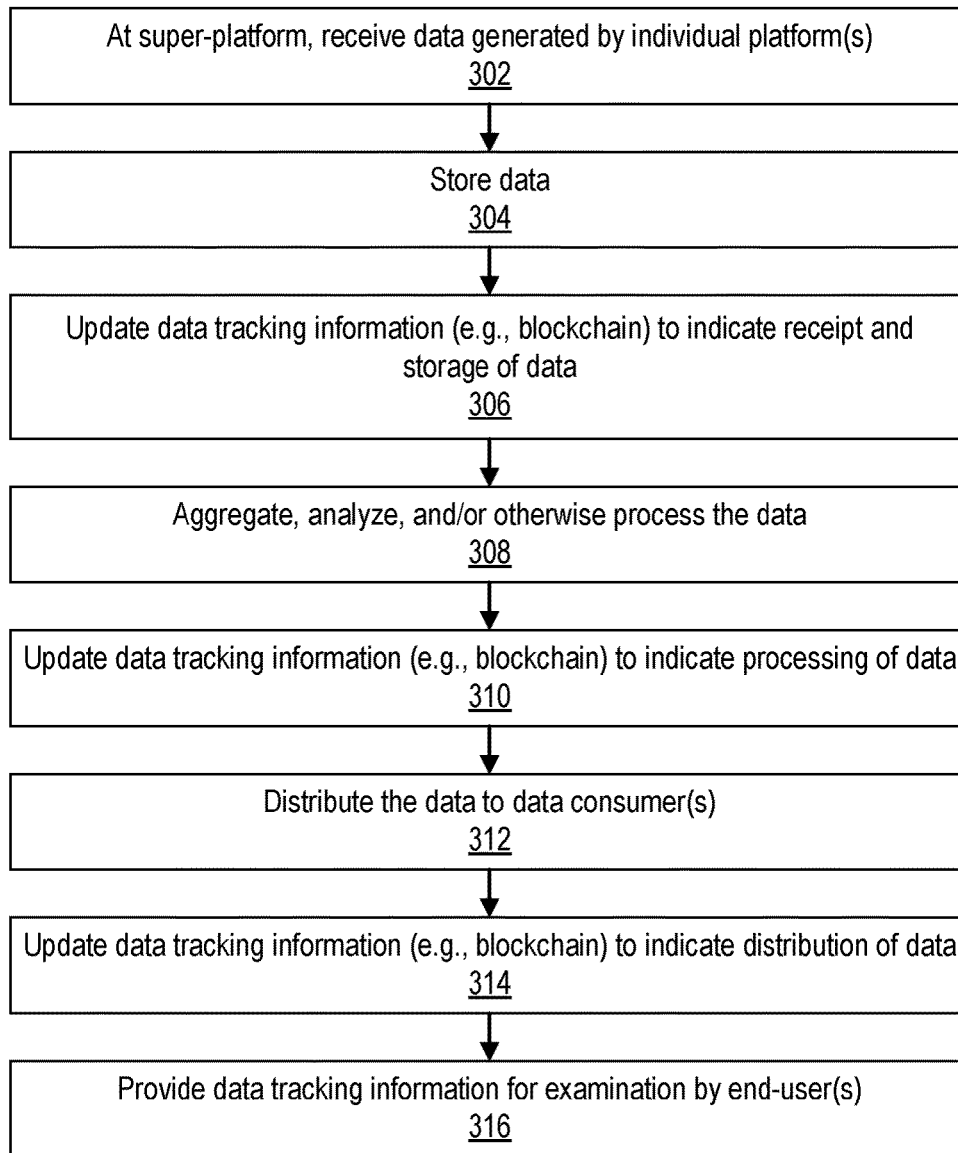 At super-platform, receive data generated by individual platform(s)
302
Store data
304
Update data tracking information (e.g., blockchain) to indicate receipt and
storage of data
306
Aggregate, analyze, and/or otherwise process the data
308
Update data tracking information (e.g., blockchain) to indicate processing of data
310
Distribute the data to data consumer(s)
312
Update data tracking information (e.g., blockchain) to indicate distribution of data
314
Provide data tracking information for examination by end-user(s)
316